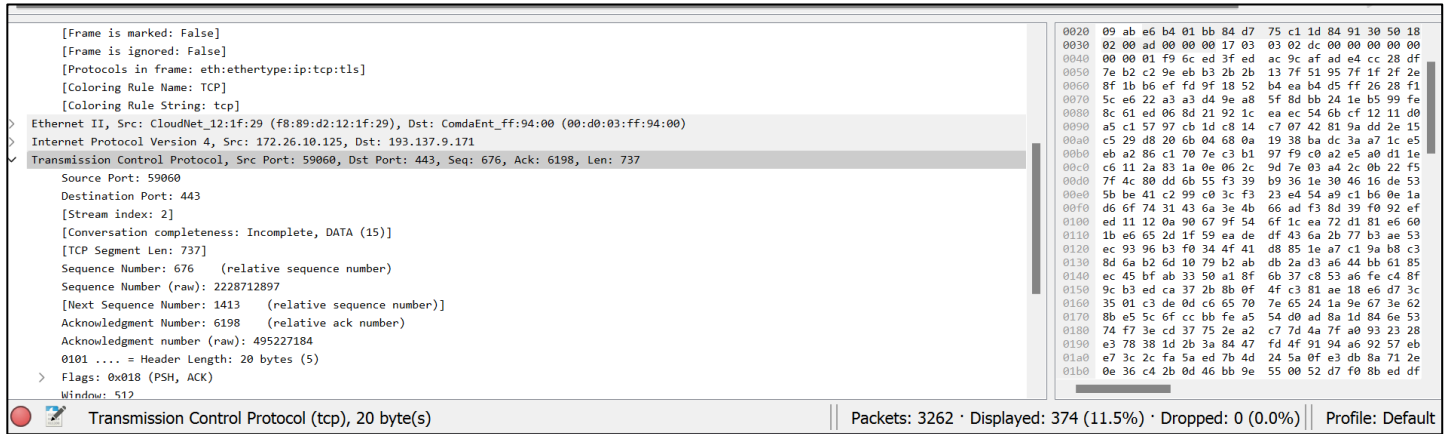 [Frame is marked: False]
[Frame is ignored: False]
[Protocols in frame: eth:ethertype:ip:tcp:tls]
[Coloring Rule Name: TCP]
[Coloring Rule String: tcp]
Ethernet II, Src: CloudNet_12:1f:29 (f8:89:d2:12:1f:29), Dst: ComdaEnt_ff:94:00 (00:d0:03:ff:94:00)
Internet Protocol Version 4, Src: 172.26.10.125, Dst: 193.137.9.171
Transmission Control Protocol, Src Port: 59060, Dst Port: 443, Seq: 676, Ack: 6198, Len: 737
Source Port: 59060
Destination Port: 443
[Stream index: 2]
[Conversation completeness: Incomplete, DATA (15)]
[TCP Segment Len: 737]
Sequence Number: 676    (relative sequence number)
Sequence Number (raw): 2228712897
[Next Sequence Number: 1413    (relative sequence number)]
Acknowledgment Number: 6198    (relative ack number)
Acknowledgment number (raw): 495227184
0101 .... = Header Length: 20 bytes (5)
Flags: 0x018 (PSH, ACK)
Window: 512
0020 09 ab e6 b4 01 bb 84 d7 75 c1 1d 84 91 30 50 18
0030 02 00 ad 00 00 00 17 03 03 02 dc 00 00 00 00 00
0040 00 00 01 f9 6c ed 3f ed ac 9c af ad e4 cc 28 df
0050 7e b2 c2 9e eb b3 2b 2b 13 7f 51 95 7f 1f 2f 2e
0060 8f 1b b6 ef fd 9f 18 52 b4 ea b4 d5 ff 26 28 f1
0070 5c e6 22 a3 a3 d4 9e a8 5f 8d bb 24 1e b5 99 fe
0080 8c 61 ed 06 8d 21 92 1c ea ec 54 6b cf 12 11 d0
0090 a5 c1 57 97 cb 1d c8 14 c7 07 42 81 9a dd 2e 15
00a0 c5 29 d8 20 6b 04 68 0a 19 38 ba dc 3a a7 1c e5
00b0 eb a2 86 c1 70 7e c3 b1 97 f9 c0 a2 e5 a0 d1 1e
00c0 c6 11 2a 83 1a 0e 06 2c 9d 7e 03 a4 2c 0b 22 f5
00d0 7f 4c 80 dd 6b 55 f3 39 b9 36 1e 30 46 16 de 53
00e0 5b be 41 c2 99 c0 3c f3 23 e4 54 a9 c1 b6 0e 1a
00f0 d6 6f 74 31 43 6a 3e 4b 66 ad f3 8d 39 f0 92 ef
0100 ed 11 12 0a 90 67 9f 54 6f 1c ea 72 d1 81 e6 60
0110 1b e6 65 2d 1f 59 ea de df 43 6a 2b 77 b3 ae 53
0120 ec 93 96 b3 f0 34 4f 41 d8 85 1e a7 c1 9a b8 c3
0130 8d 6a b2 6d 10 79 b2 ab db 2a d3 a6 44 bb 61 85
0140 ec 45 bf ab 33 50 a1 8f 6b 37 c8 53 a6 fe c4 8f
0150 9c b3 ed ca 37 2b 8b 0f 4f c3 81 ae 18 e6 d7 3c
0160 35 01 c3 de 0d c6 65 70 7e 65 24 1a 9e 67 3e 62
0170 8b e5 5c 6f cc bb fe a5 54 d0 ad 8a 1d 84 6e 53
0180 74 f7 3e cd 37 75 2e a2 c7 7d 4a 7f a0 93 23 28
0190 e3 78 38 1d 2b 3a 84 47 fd 4f 91 94 a6 92 57 eb
01a0 e7 3c 2c fa 5a ed 7b 4d 24 5a 0f e3 db 8a 71 2e
01b0 0e 36 c4 2b 0d 46 bb 9e 55 00 52 d7 f0 8b ed df
Transmission Control Protocol (tcp), 20 byte(s)
Packets: 3262 · Displayed: 374 (11.5%) · Dropped: 0 (0.0%)
Profile: Default